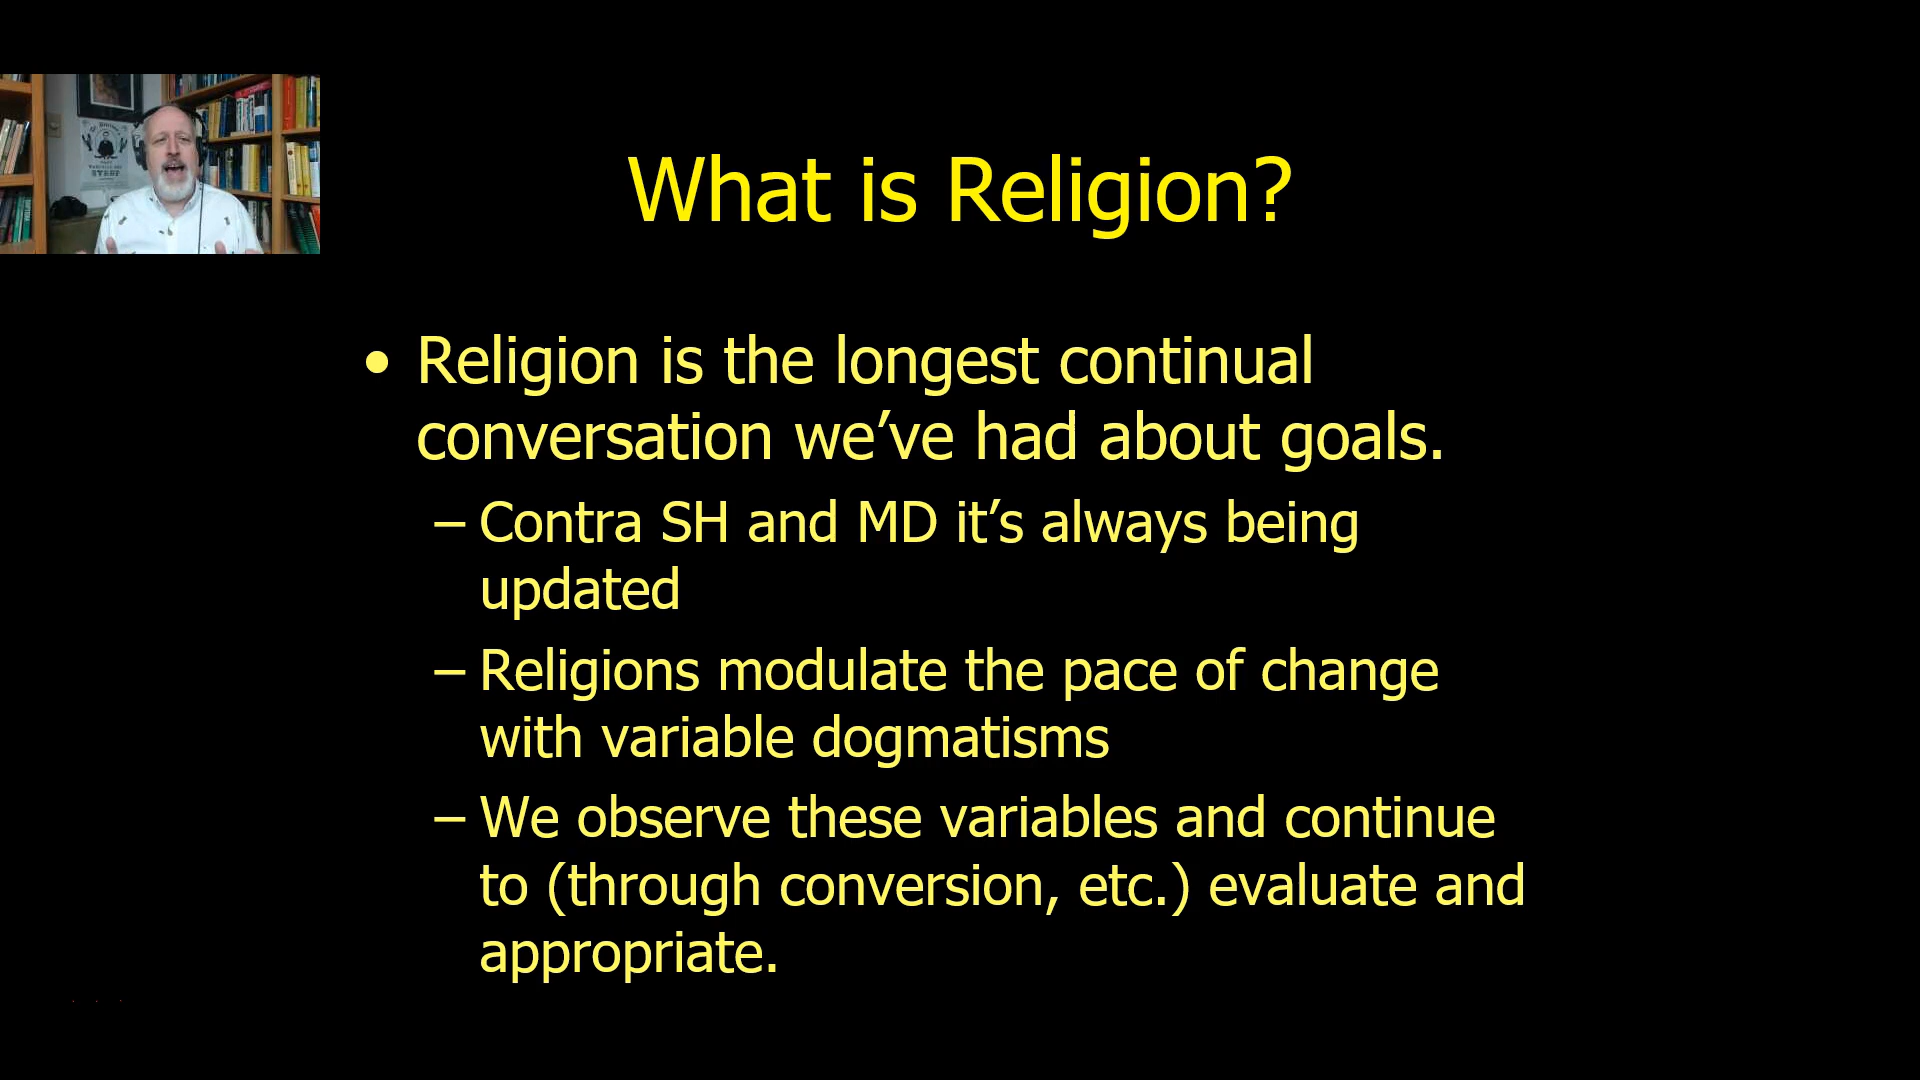 What is Religion?
• Religion is the longest continual
conversation we’ve had about goals.
– Contra SH and MD it’s always being
updated
– Religions modulate the pace of change
with variable dogmatisms
– We observe these variables and continue
to (through conversion, etc.) evaluate and
appropriate.